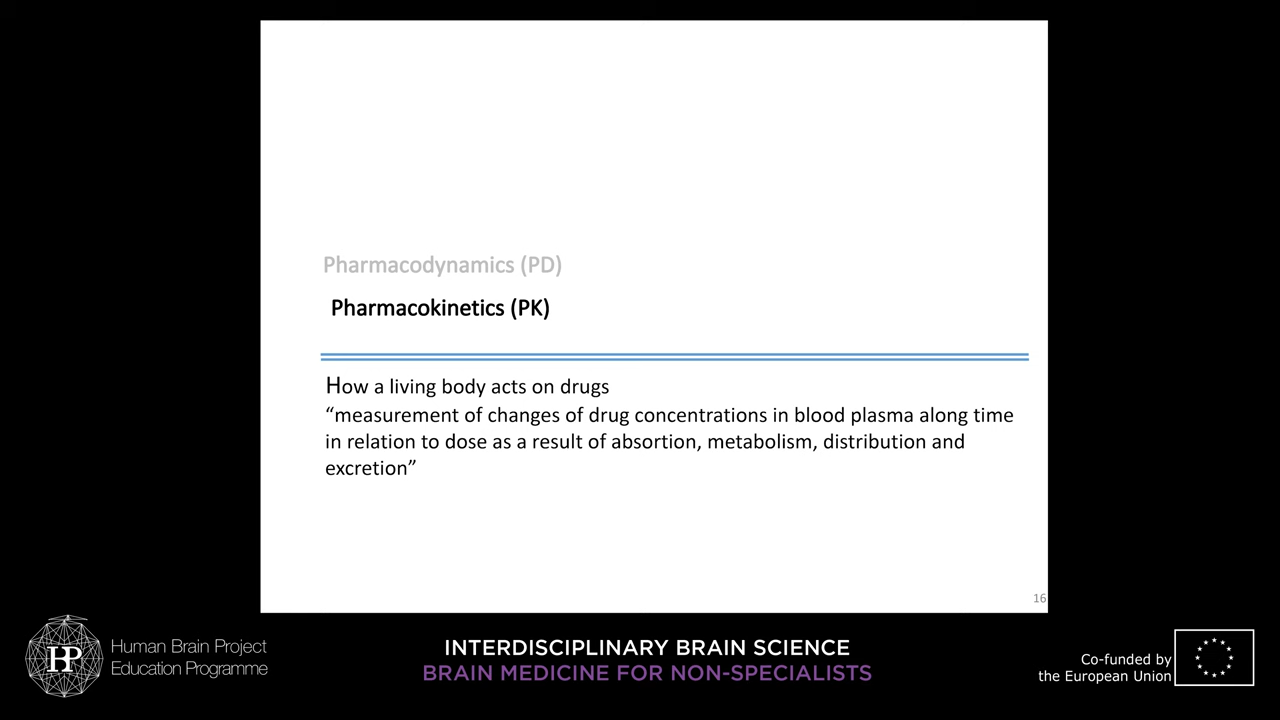 Pharmacodynamics (PD)
Pharmacokinetics (PK)
How a living body acts on drugs
“measurement of changes of drug concentrations in blood plasma along time
in relation to dose as a result of absortion, metabolism, distribution and
excretion”
16
HBP
Human Brain Project
Education Programme
INTERDISCIPLINARY BRAIN SCIENCE
BRAIN MEDICINE FOR NON-SPECIALISTS
Co-funded by
the European Union